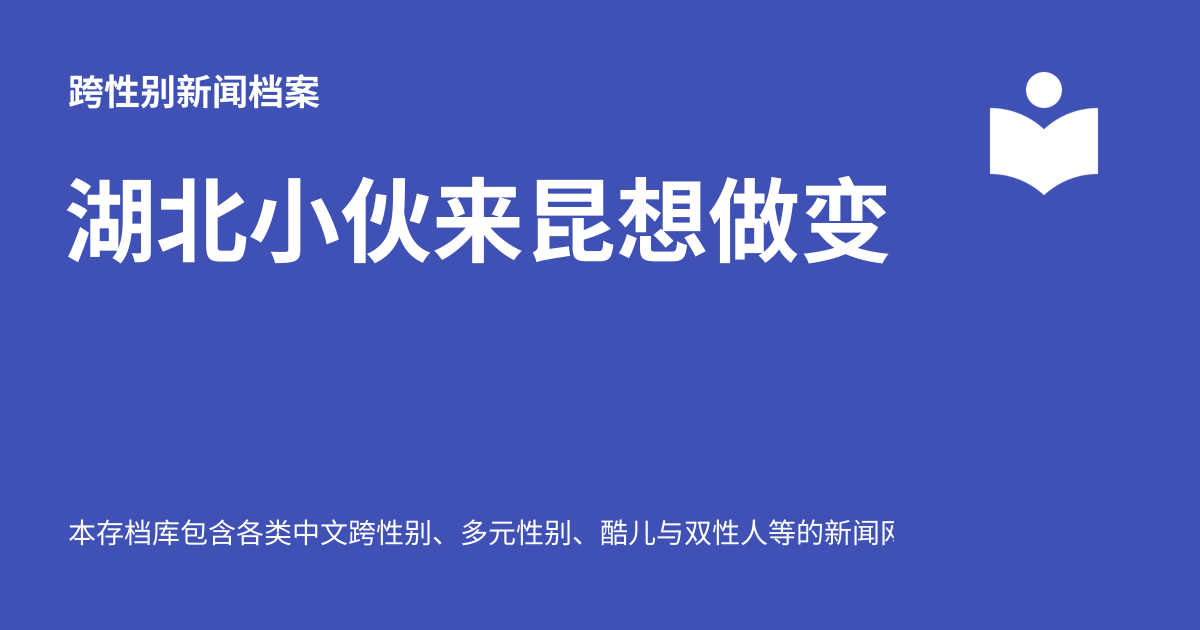 跨性别新闻档案
湖北小伙来昆想做变
本存档库包含各类中文跨性别、多元性别、酷儿与双性人等的新闻